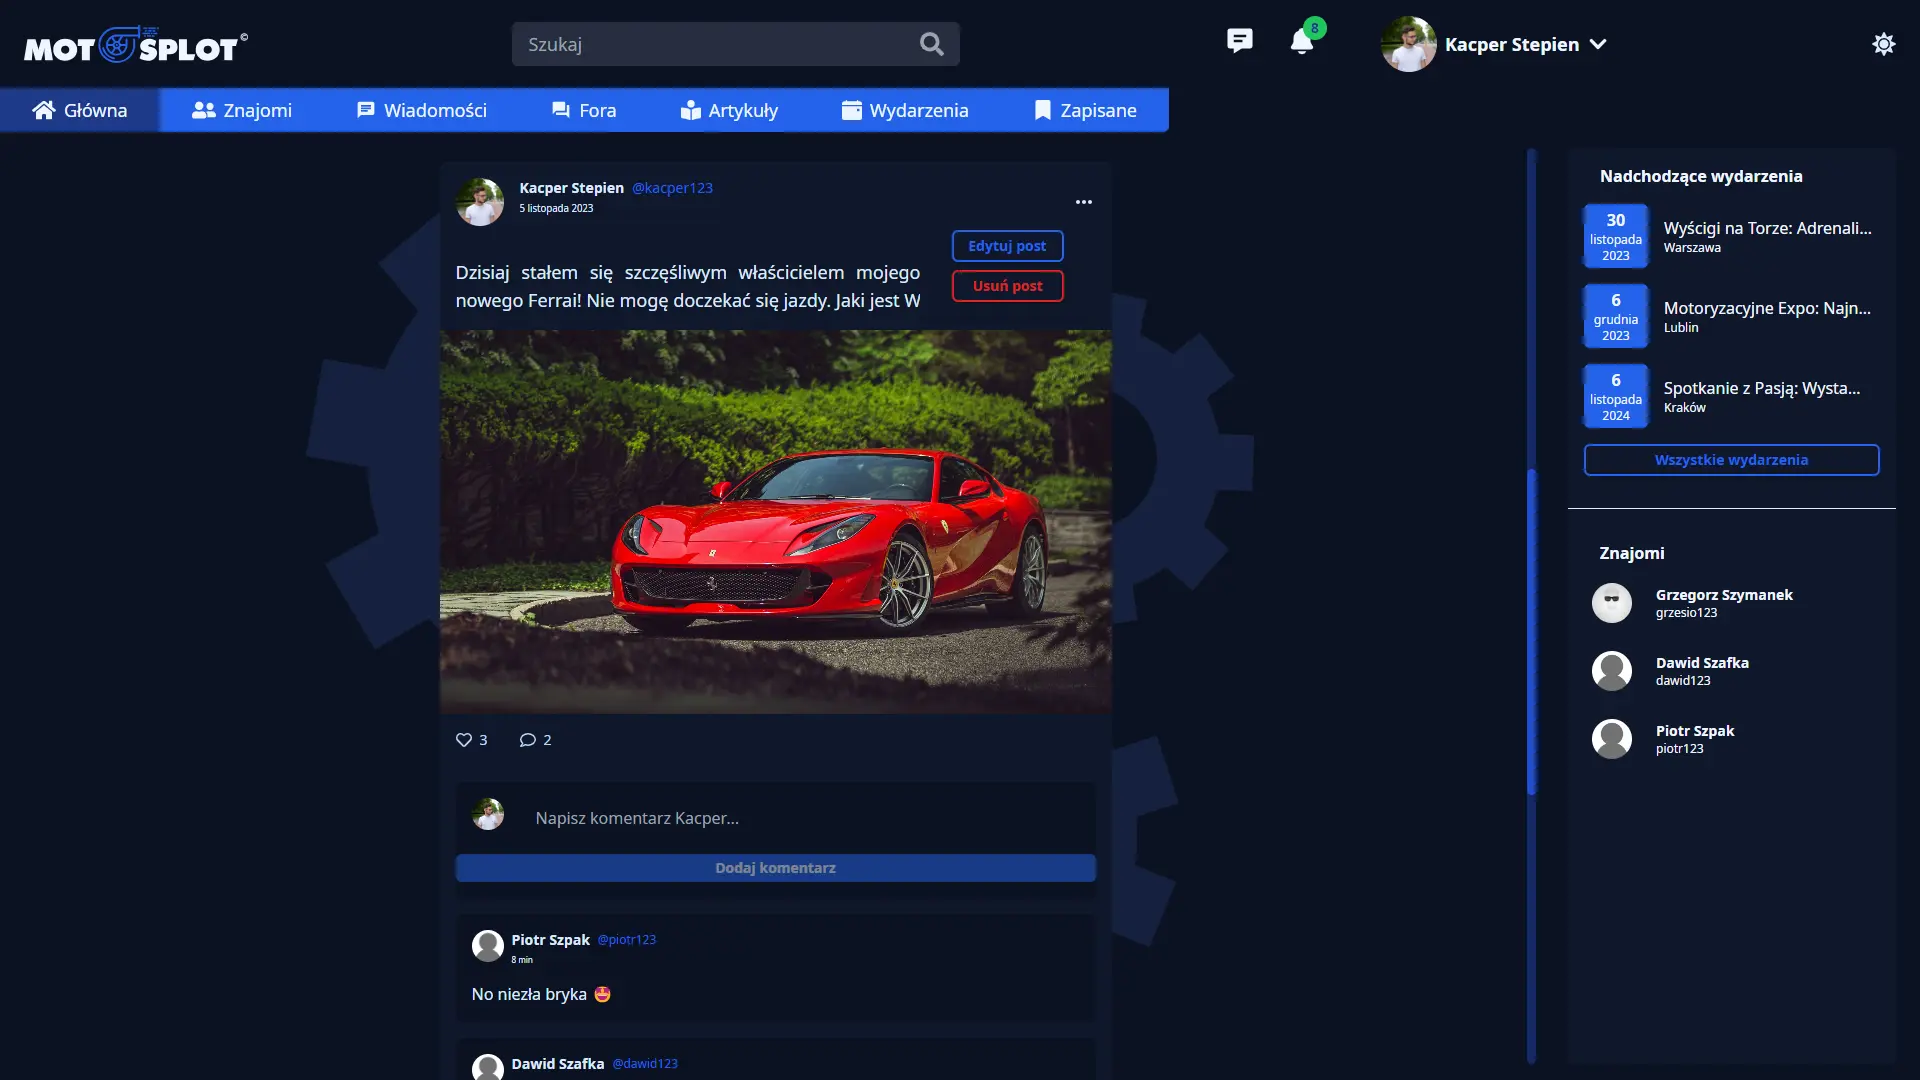 MOTOSPLOT©
Szukaj
8
Kacper Stepien
Główna
Znajomi
Wiadomości
Fora
Artykuły
Wydarzenia
Zapisane
Kacper Stepien @kacper123
5 listopada 2023
Edytuj post
Usuń post
Dzisiaj stałem się szczęśliwym właścicielem mojego
nowego Ferrai! Nie mogę doczekać się jazdy. Jaki jest W
3
2
Napisz komentarz Kacper...
Dodaj komentarz
Piotr Szpak @piotr123
8 min
No niezła bryka 🤩
Dawid Szafka @dawid123
Nadchodzące wydarzenia
30
listopada
2023
Wyścigi na Torze: Adrenali...
Warszawa
6
grudnia
2023
Motoryzacyjne Expo: Najn...
Lublin
6
listopada
2024
Spotkanie z Pasją: Wysta...
Kraków
Wszystkie wydarzenia
Znajomi
Grzegorz Szymanek
grzesio123
Dawid Szafka
dawid123
Piotr Szpak
piotr123